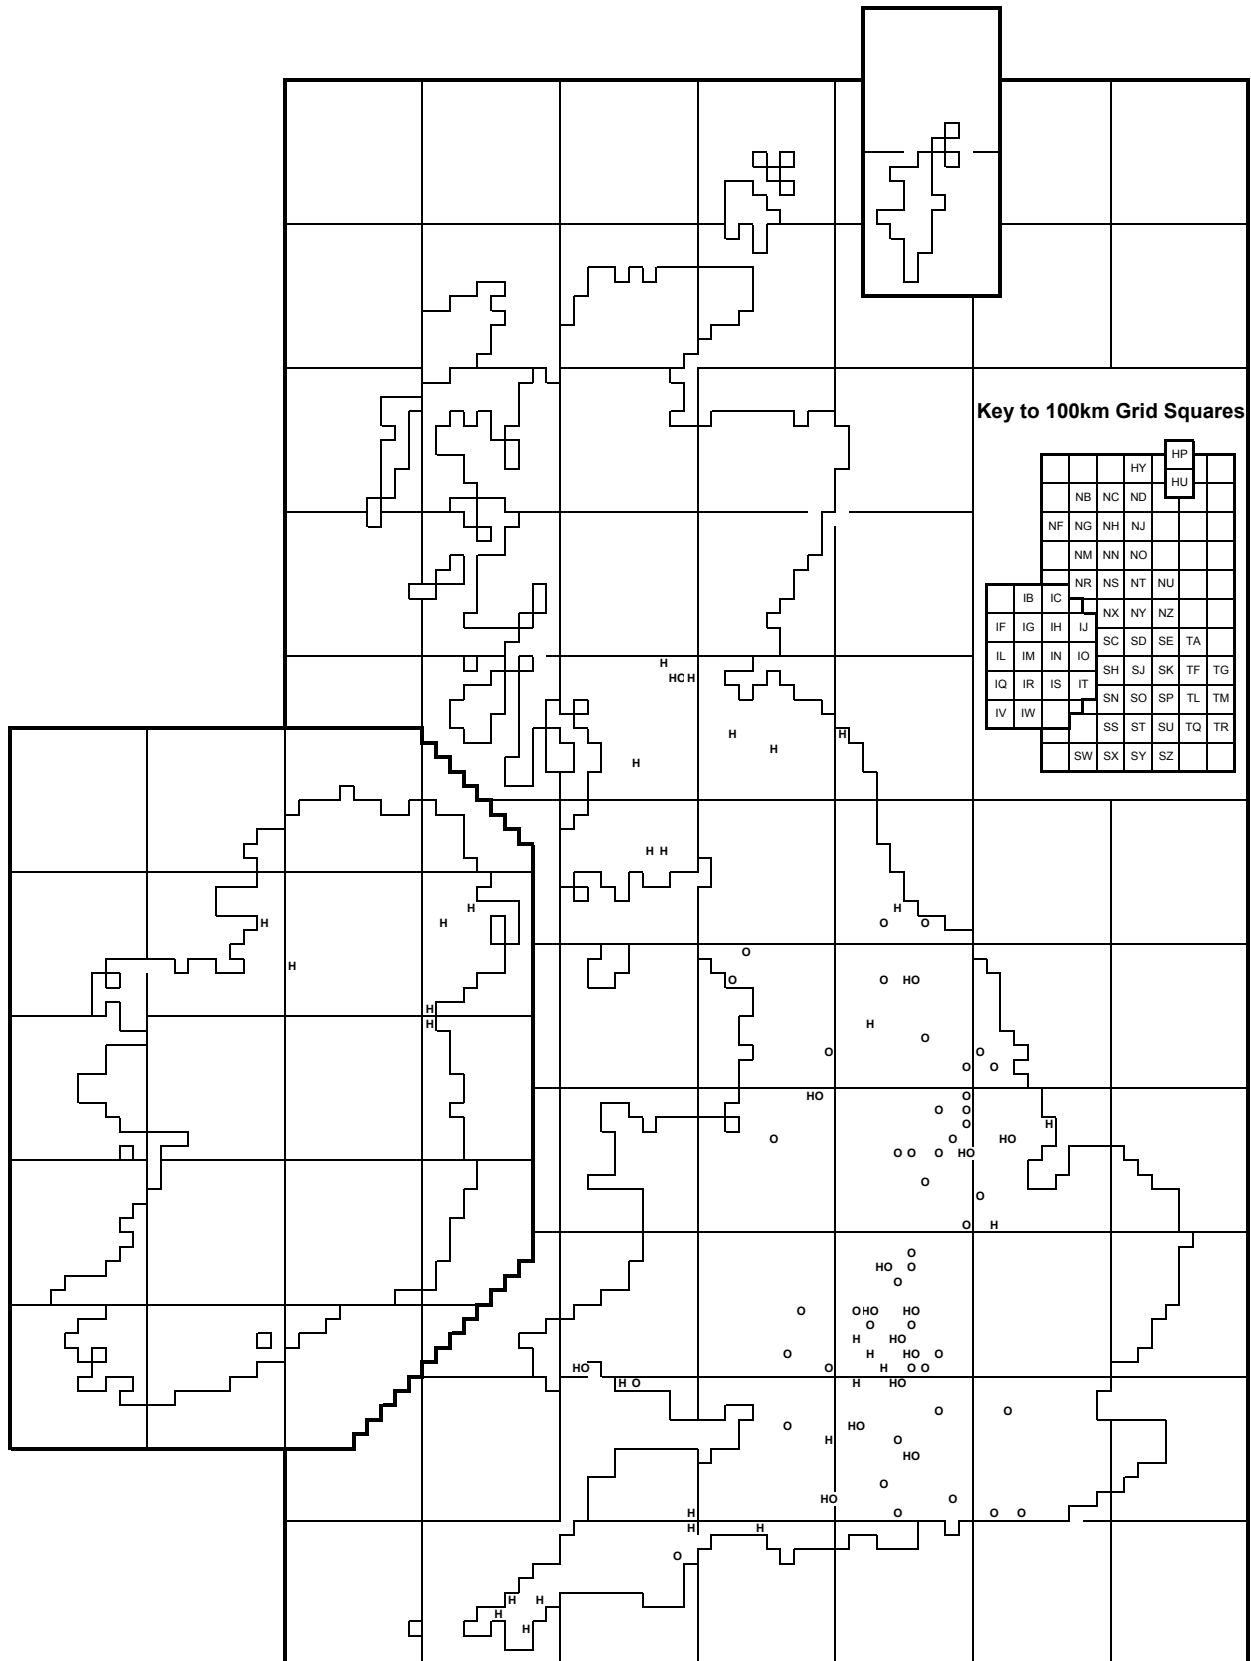 Key to 100km Grid Squares
HP
HY
HU
NB NC ND
NF NG NH NJ
NM NN NO
NR NS NT NU
IB IC
NX NY NZ
IF IG IH IJ
SC SD SE TA
IL IM IN IO
SH SJ SK TF TG
IQ IR IS IT
SN SO SP TL TM
IV IW
SS ST SU TQ TR
SW SX SY SZ
H
HO H
H H
H
H
H H
H H
H H O O
O
H
O O HO
H
H H
O
O O
O O
HO O
O O
O H
O O HO
O O O HO
O
O
O H
O
HO O
O
O O HO HO
O O
H HO
O H HO O
HO O H O O
H O H HO
O O
O HO
H O
HO
O
HO O
H O O O
H H
O
H H
H
H